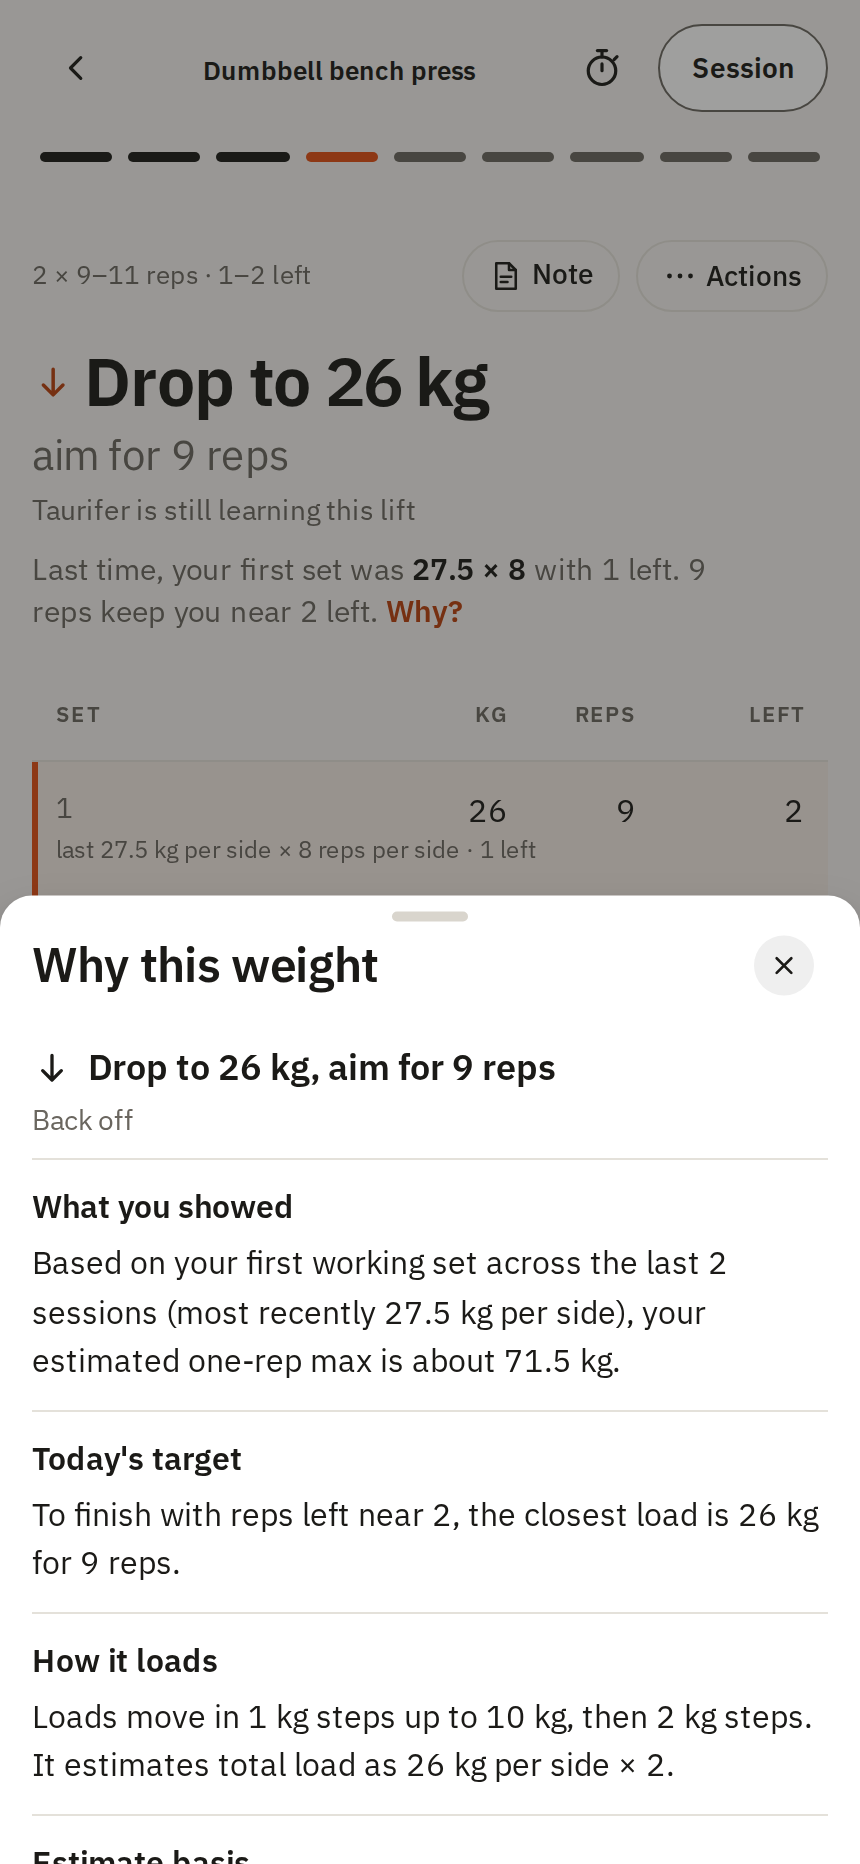 Dumbbell bench press
Session
2 × 9–11 reps · 1–2 left
Note
Actions
Drop to 26 kg
aim for 9 reps
Taurifer is still learning this lift
Last time, your first set was 27.5 × 8 with 1 left. 9
reps keep you near 2 left. Why?
SET KG REPS LEFT
1 26 9 2
last 27.5 kg per side × 8 reps per side · 1 left
Why this weight
Drop to 26 kg, aim for 9 reps
Back off
What you showed
Based on your first working set across the last 2
sessions (most recently 27.5 kg per side), your
estimated one-rep max is about 71.5 kg.
Today's target
To finish with reps left near 2, the closest load is 26 kg
for 9 reps.
How it loads
Loads move in 1 kg steps up to 10 kg, then 2 kg steps.
It estimates total load as 26 kg per side × 2.
Estimate basis